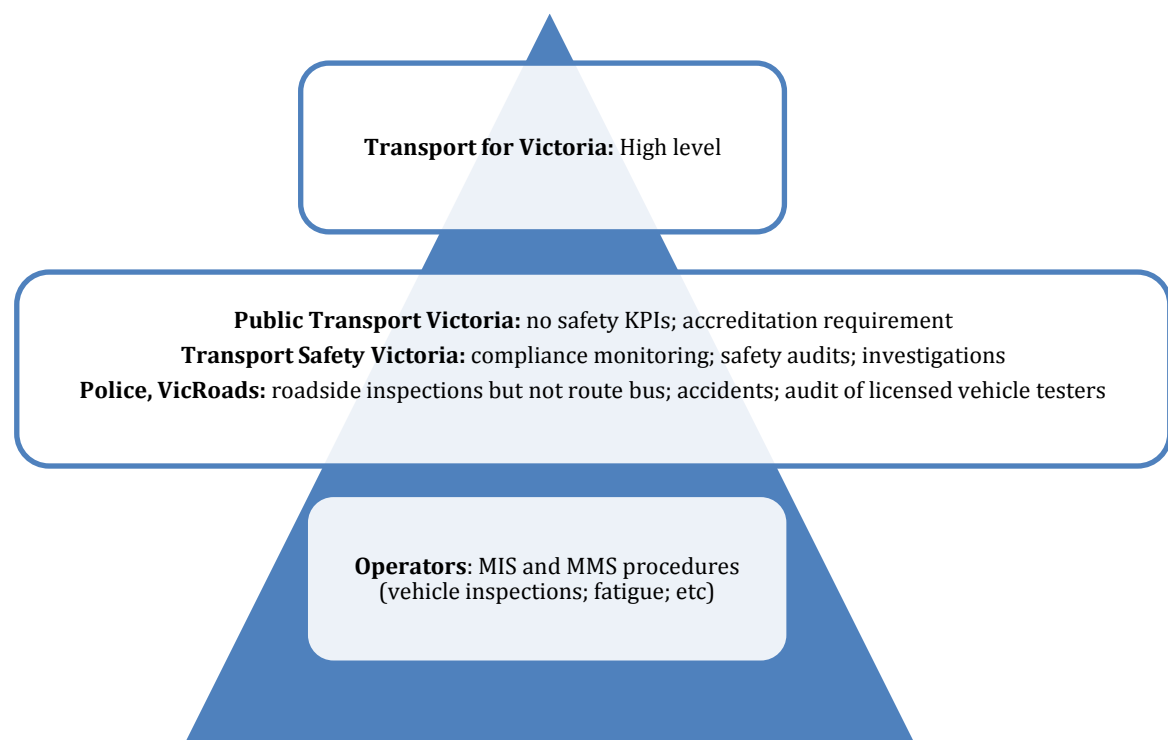 Transport for Victoria: High level
Public Transport Victoria: no safety KPIs; accreditation requirement
Transport Safety Victoria: compliance monitoring; safety audits; investigations
Police, VicRoads: roadside inspections but not route bus; accidents; audit of licensed vehicle testers
Operators: MIS and MMS procedures
(vehicle inspections; fatigue; etc)